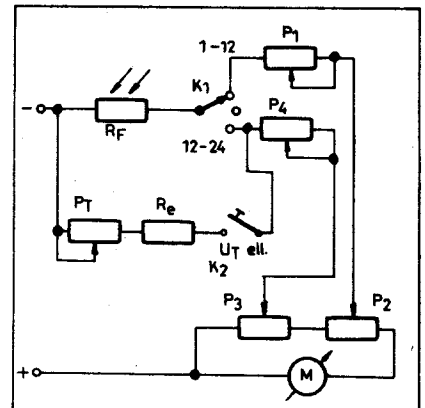 1-12
P1
K1
-
RF
P4
12-24
PT
Re
UT ell.
K2
P3
P2
+
M